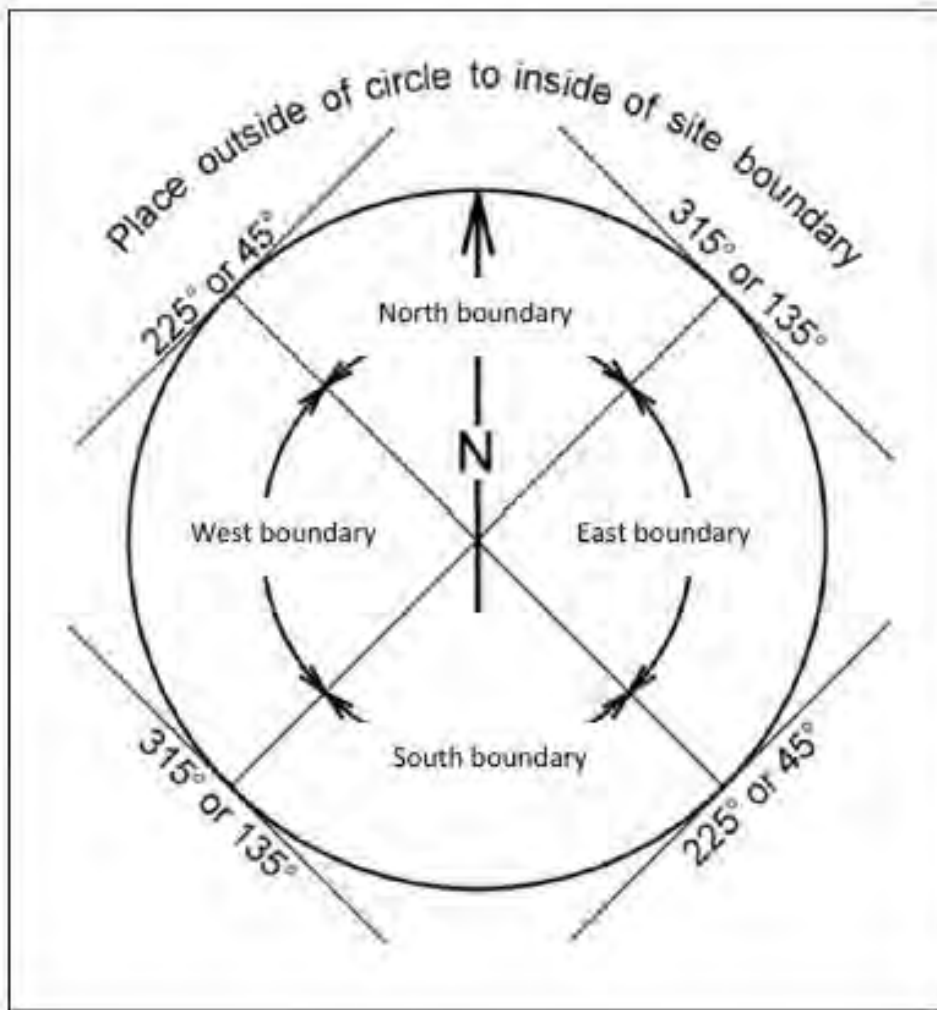 Place outside of circle to inside of site boundary
225° or 45°
315° or 135°
North boundary
N
West boundary
East boundary
South boundary
315° or 135°
225° or 45°